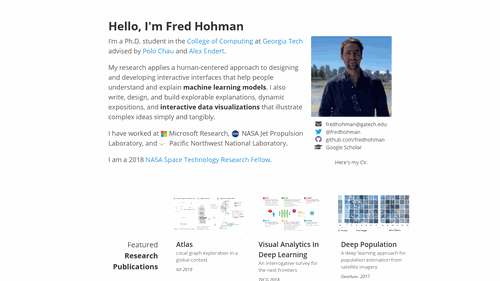 Hello, I'm Fred Hohman
I'm a Ph.D. student in the College of Computing at Georgia Tech
advised by Polo Chau and Alex Endert.
My research applies a human-centered approach to designing
and developing interactive interfaces that help people
understand and explain machine learning models. I also
write, design, and build explorable explanations, dynamic
expositions, and interactive data visualizations that illustrate
complex ideas simply and tangibly.
I have worked at Microsoft Research, NASA Jet Propulsion
Laboratory, and Pacific Northwest National Laboratory.
I am a 2018 NASA Space Technology Research Fellow.
fredhohman@gatech.edu
@fredhohman
github.com/fredhohman
Google Scholar
Here's my CV.
Featured
Research
Publications
Atlas
Local graph exploration in a
global context
Visual Analytics In
Deep Learning
An interrogative survey for
the next frontiers
TVCG 2018
Deep Population
A deep learning approach for
population estimation from
satellite imagery